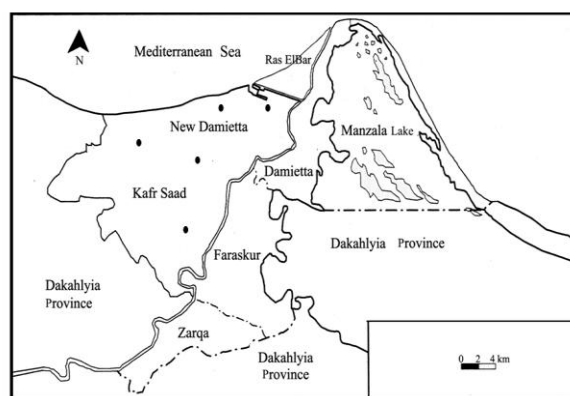 Mediterranean Sea
Ras ElBar
N
New Damietta
Manzala Lake
Damietta
Kafr Saad
Faraskur
Dakahlyia Province
Dakahlyia
Province
Zarqa
Dakahlyia
Province
0 2 4 km